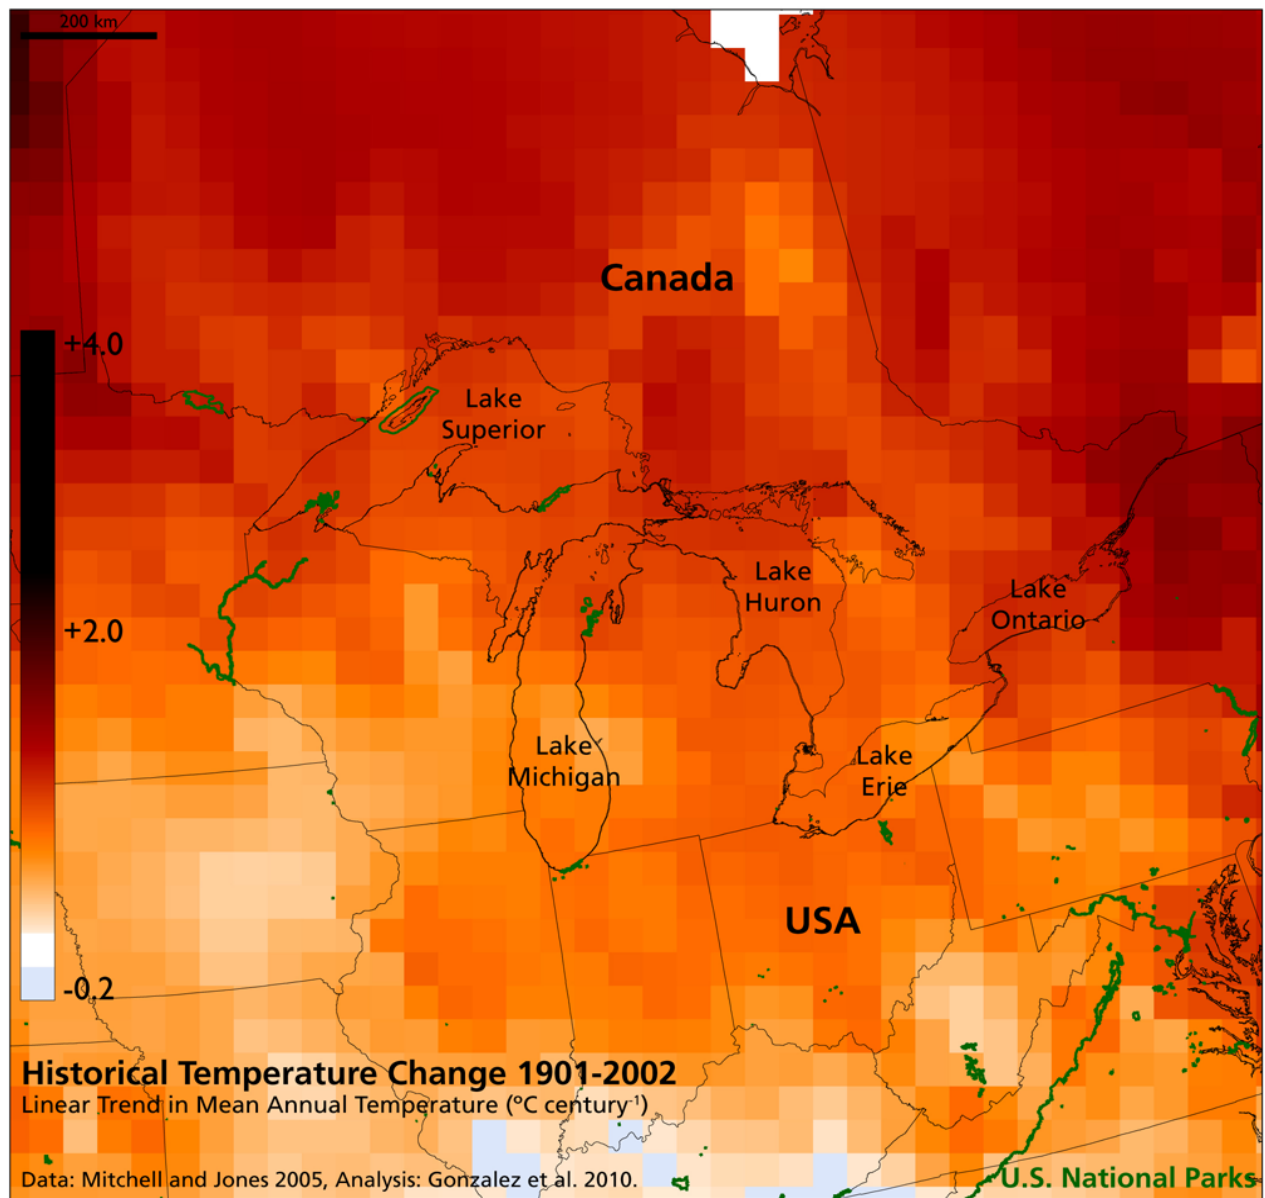 200 km
Canada
+4.0
Lake
Superior
Lake
Huron
Lake
Ontario
+2.0
Lake
Michigan
Lake
Erie
USA
-0.2
Historical Temperature Change 1901-2002
Linear Trend in Mean Annual Temperature (°C century⁻¹)
Data: Mitchell and Jones 2005, Analysis: Gonzalez et al. 2010.
U.S. National Parks